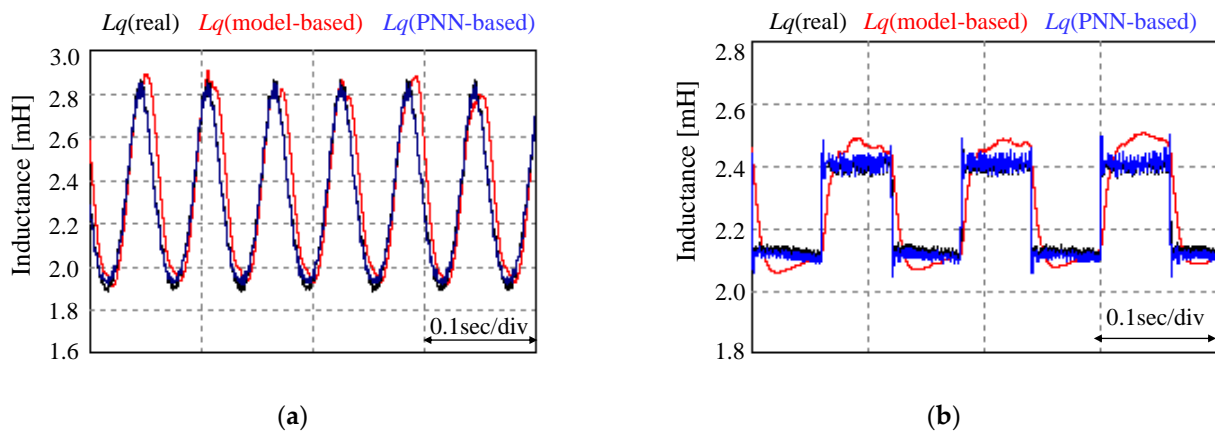 Lq(real) Lq(model-based) Lq(PNN-based)
Inductance [mH]
3.0
2.8
2.6
2.4
2.2
2.0
1.8
1.6
0.1sec/div
(a)
Lq(real) Lq(model-based) Lq(PNN-based)
Inductance [mH]
2.8
2.6
2.4
2.2
2.0
1.8
0.1sec/div
(b)